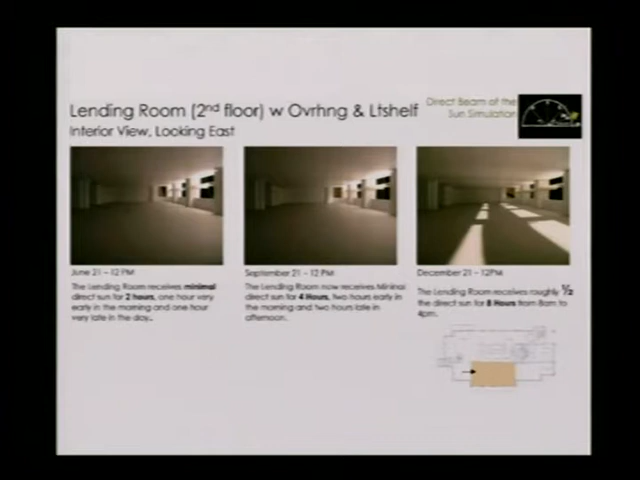 Lending Room (2nd floor) w Ovrhng & Ltshelf
Interior View, Looking East
Direct Beam of the
Sun Simulation
June 21 – 12 PM
The Lending Room receives minimal
direct sun for 2 hours, one hour very
early in the morning and one hour
very late in the day..
September 21 – 12 PM
The Lending Room now receives Minimal
direct sun for 4 Hours, two hours early in
the morning and two hours late in
afternoon.
December 21 – 12PM
The Lending Room receives roughly ½
the direct sun for 8 Hours from 8am to
4pm.